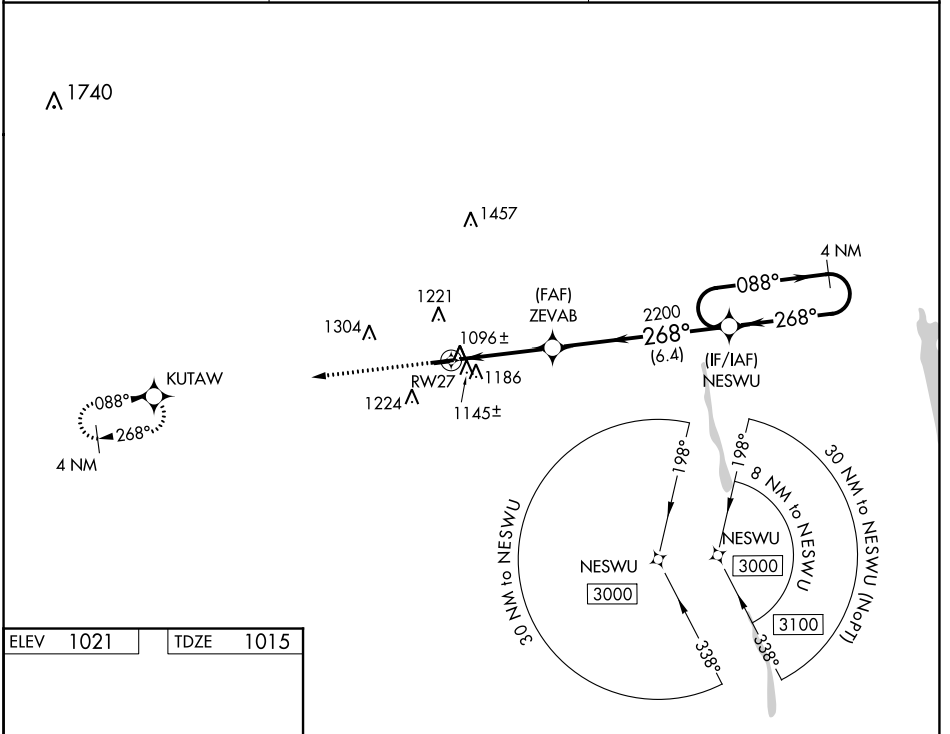 1740
1457
4 NM
088°
1221
(FAF)
ZEVAB
2200
268°
268°
1304
1096±
(6.4)
(IF/IAF)
NESWU
KUTAW
RW27
1186
088°
1224
1145±
268°
4 NM
198°
198°
30 NM to NESWU (NoPT)
8 NM to NESWU
30 NM to NESWU
NESWU
3000
NESWU
3000
3100
338°
338°
ELEV 1021
TDZE 1015